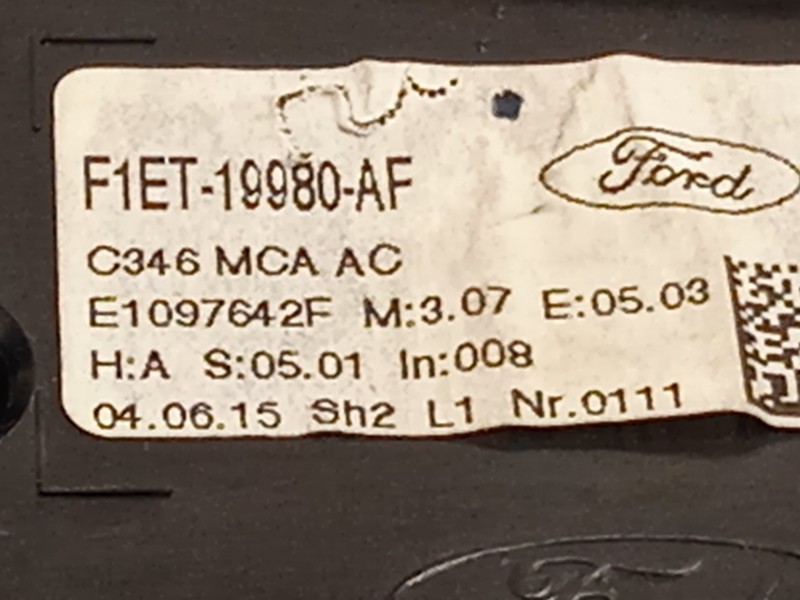 F1ET-19980-AF
Ford
C346 MCA AC
E1097642F M:3.07 E:05.03
H:A S:05.01 In:008
04.06.15 Sh2 L1 Nr.0111